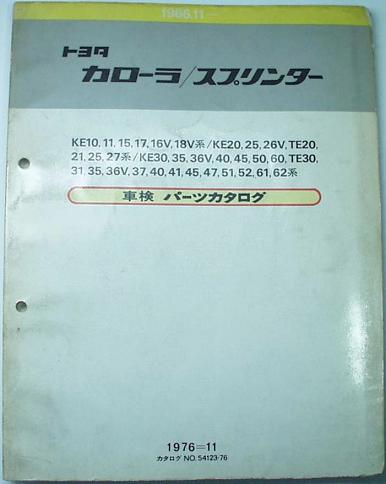 1966.11
トヨタ
カローラ/スプリンター
KE10,11,15,17,16V,18V系/KE20,25,26V,TE20,
21,25,27系/KE30,35,36V,40,45,50,60,TE30,
31,35,36V,37,40,41,45,47,51,52,61,62系
車検 パーツカタログ
1976=11
カタログ NO.54123-76